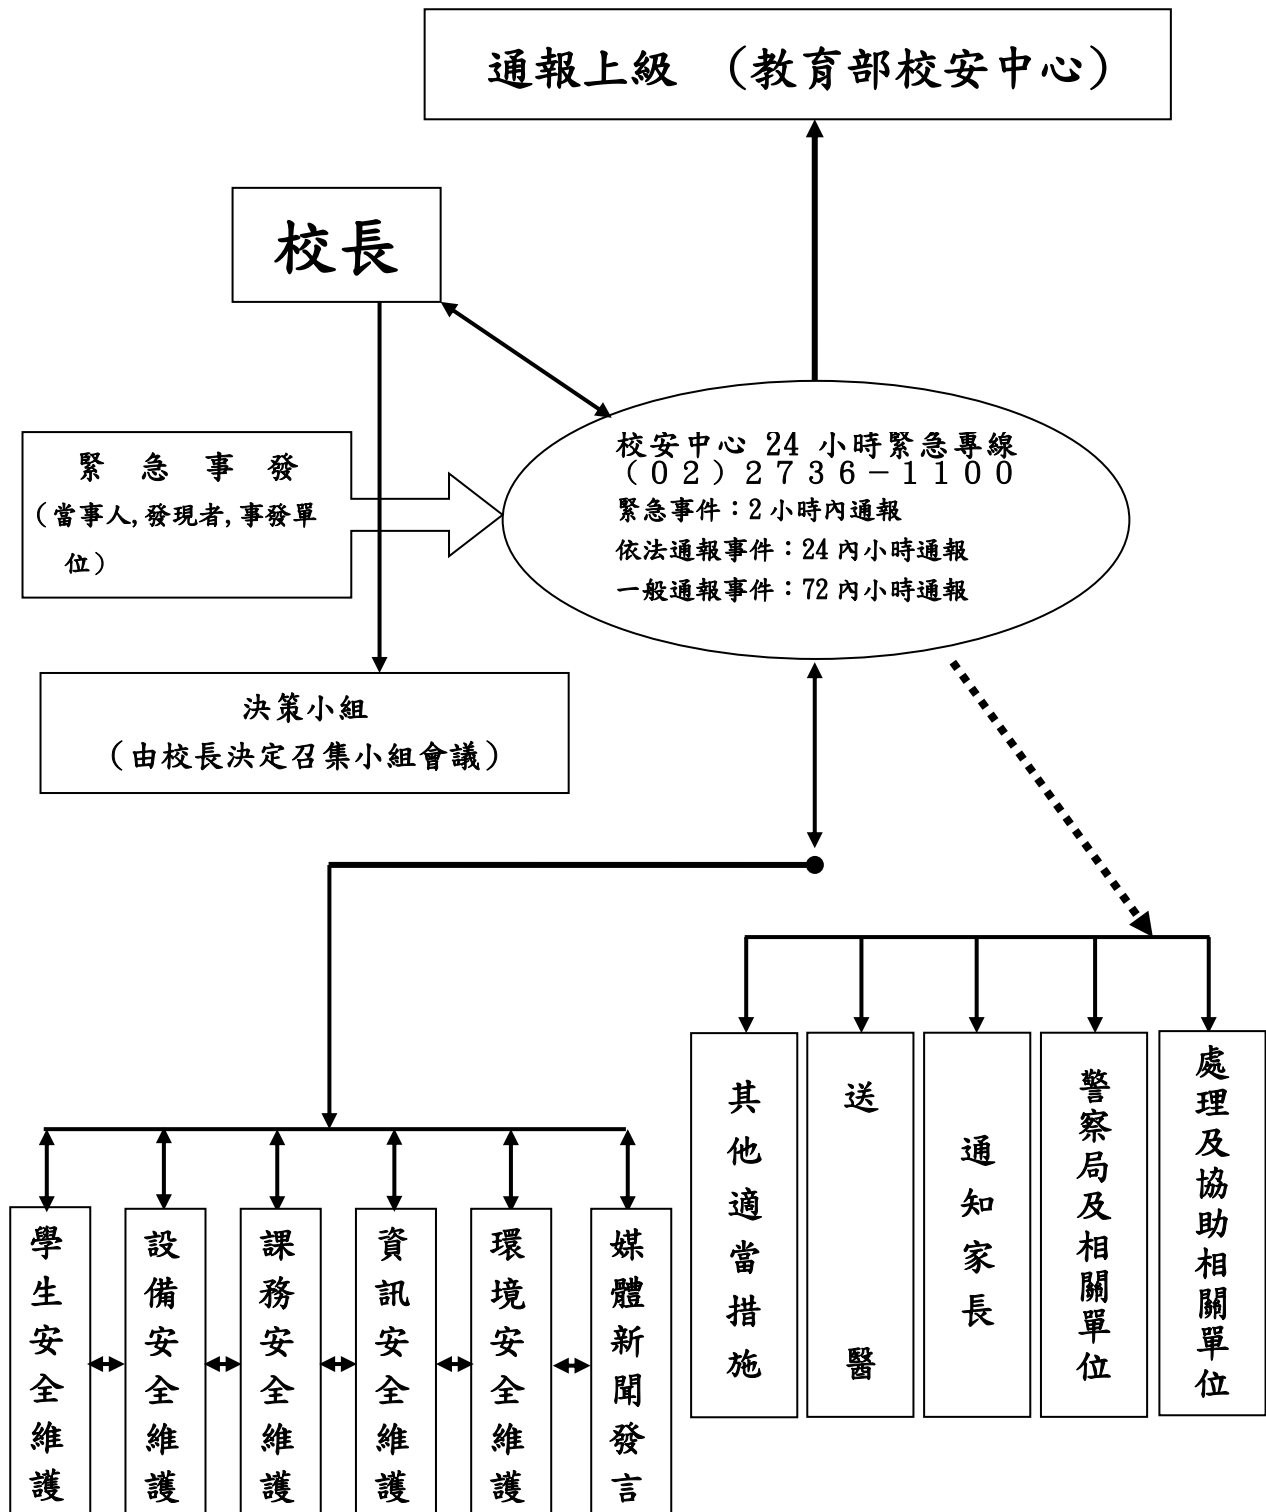 通報上級 （教育部校安中心）
校長
校安中心 24 小時緊急專線
（０２）２７３６－１１００
緊急事件：2 小時內通報
依法通報事件：24 內小時通報
一般通報事件：72 內小時通報
緊 急 事 發
（當事人,發現者,事發單
位）
決策小組
（由校長決定召集小組會議）
其他適當措施
送醫
通知家長
警察局及相關單位
處理及協助相關單位
學生安全維護
設備安全維護
課務安全維護
資訊安全維護
環境安全維護
媒體新聞發言